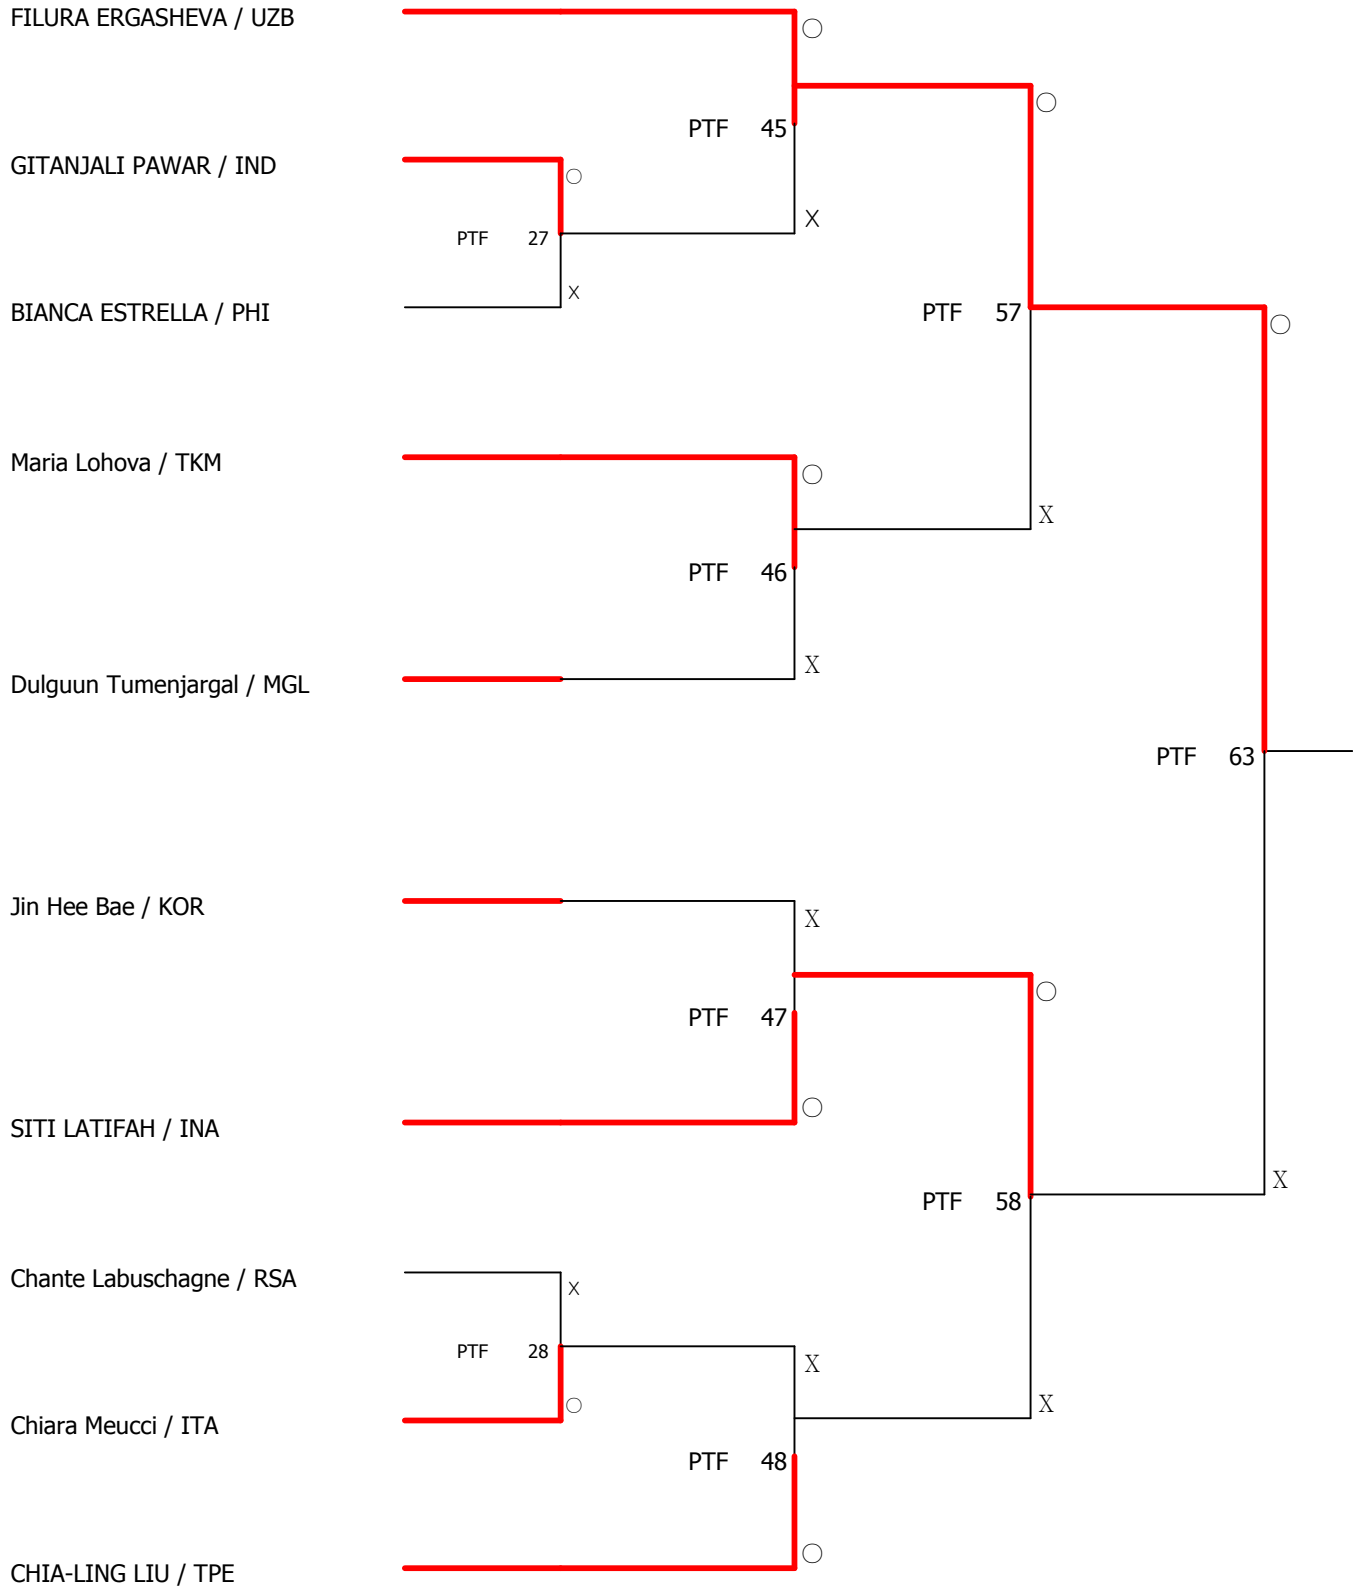 FILURA ERGASHEVA / UZB
○
○
PTF 45
GITANJALI PAWAR / IND
○
PTF 27
X
X
BIANCA ESTRELLA / PHI
PTF 57
○
Maria Lohova / TKM
○
X
PTF 46
X
Dulguun Tumenjargal / MGL
PTF 63
Jin Hee Bae / KOR
X
○
PTF 47
○
SITI LATIFAH / INA
X
PTF 58
Chante Labuschagne / RSA
X
PTF 28
X
○
X
Chiara Meucci / ITA
PTF 48
○
CHIA-LING LIU / TPE